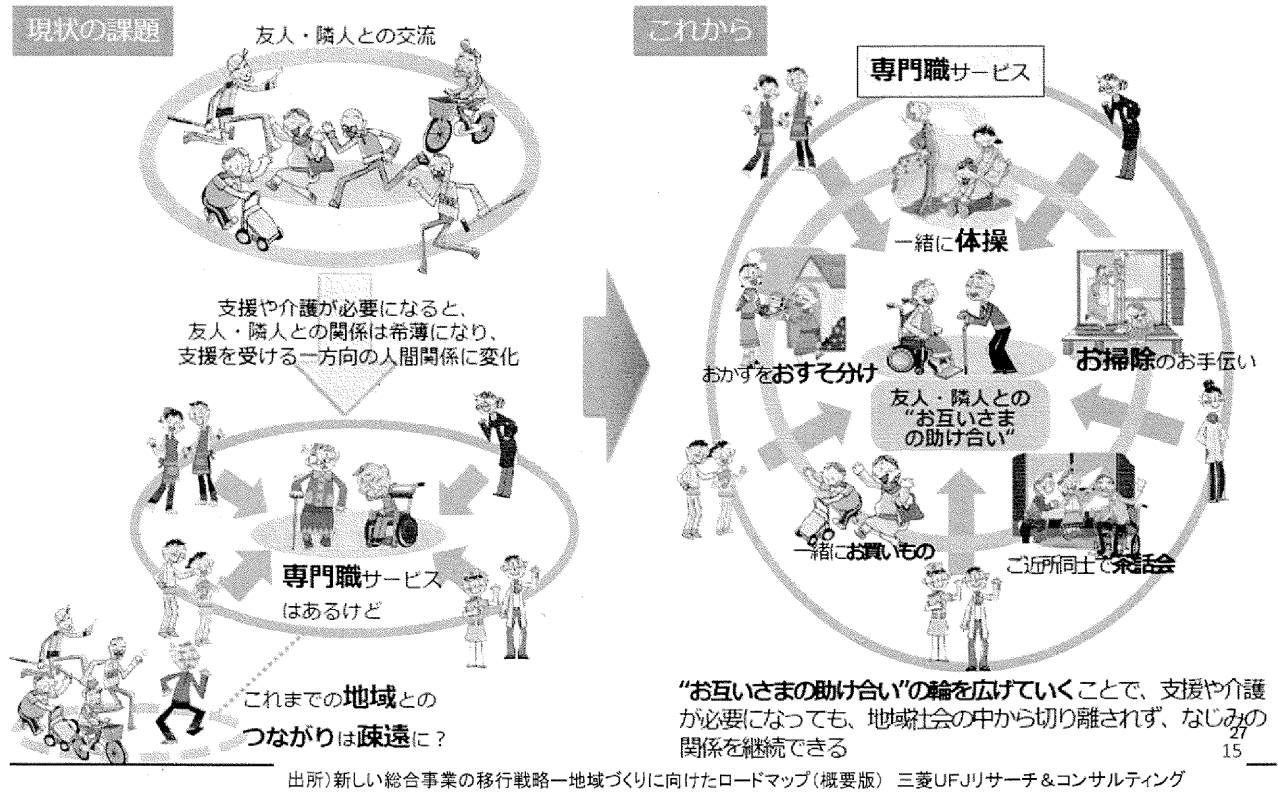 現状の課題
友人・隣人との交流
支援や介護が必要になると、
友人・隣人との関係は希薄になり、
支援を受ける一方向の人間関係に変化
専門職サービス
はあるけど
これまでの地域との
つながりは疎遠に？
これから
専門職サービス
一緒に体操
おかずをおすそ分け
お掃除のお手伝い
友人・隣人との
“お互いさま
の助け合い“
一緒にお買いもの
ご近所同士で茶話会
“お互いさまの助け合い”の輪を広げていくことで、支援や介護
が必要になっても、地域社会の中から切り離されず、なじみの
関係を継続できる
27
15
出所)新しい総合事業の移行戦略ー地域づくりに向けたロードマップ(概要版) 三菱UFJリサーチ＆コンサルティング